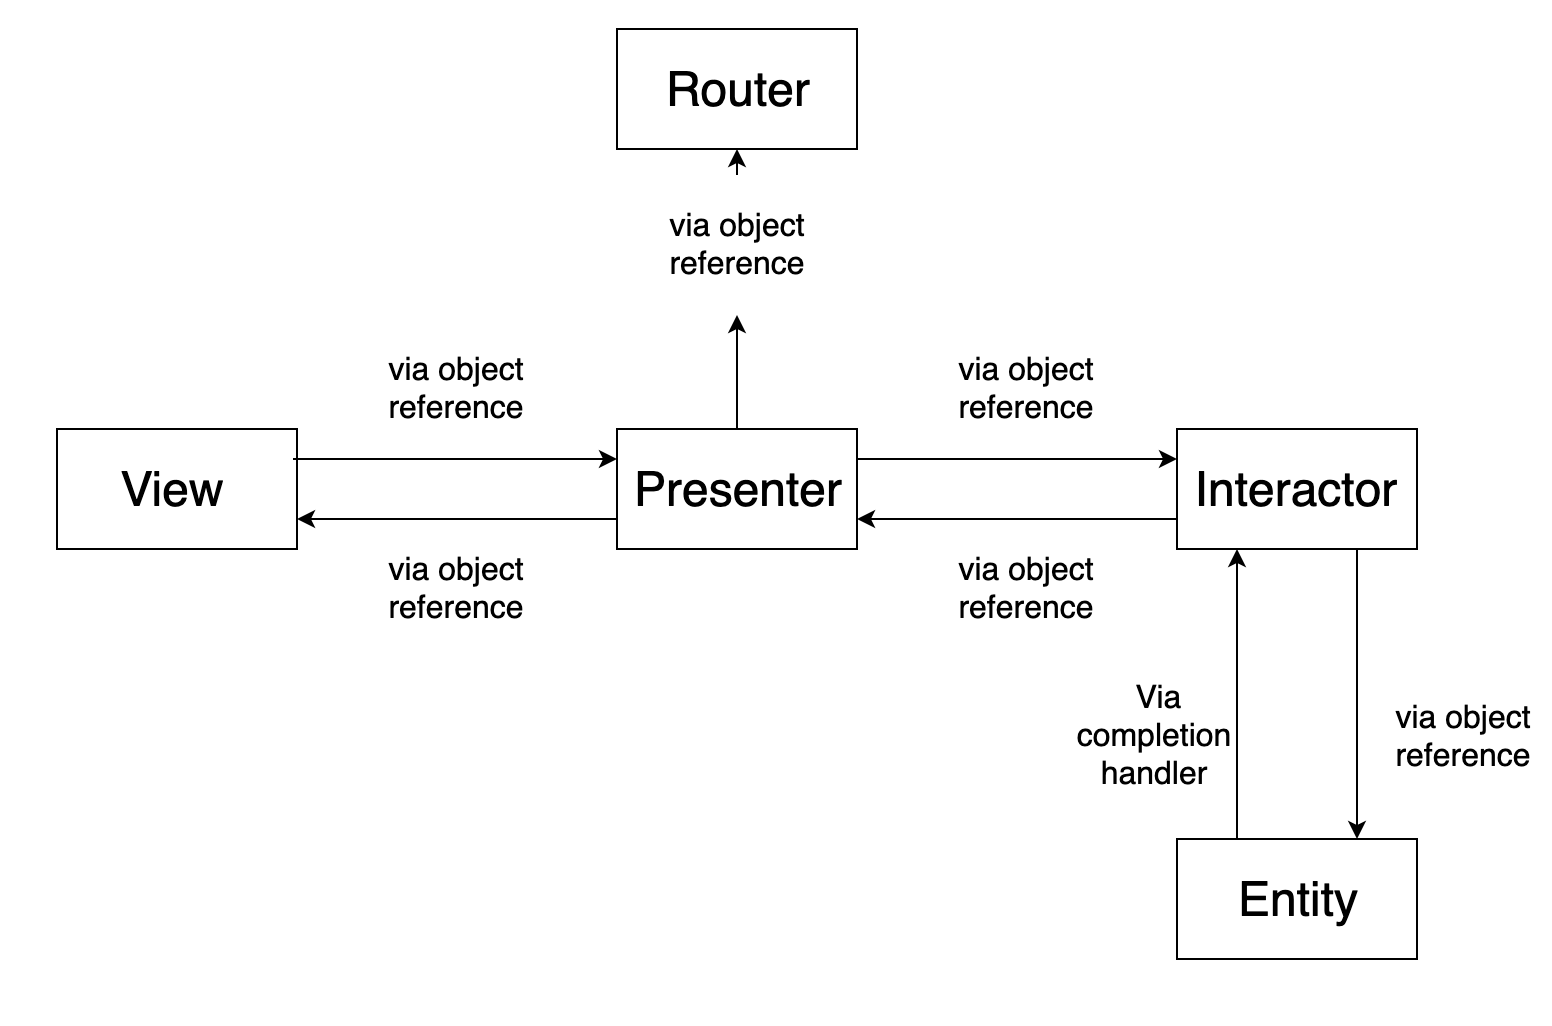 Router
via object
reference
via object
reference
via object
reference
View
Presenter
Interactor
via object
reference
via object
reference
Via
completion
handler
via object
reference
Entity